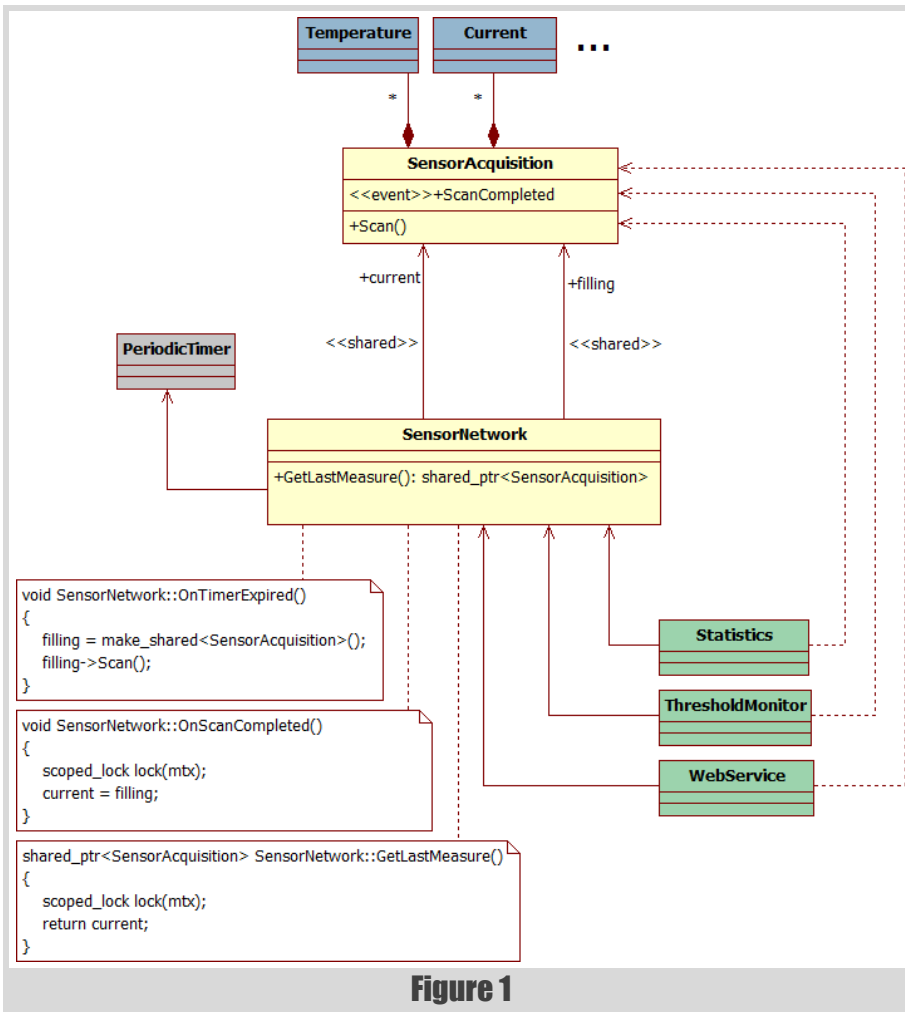 Temperature
Current
...
*
*
SensorAcquisition
<<event>>+ScanCompleted
+Scan()
+current
+filling
<<shared>>
<<shared>>
PeriodicTimer
SensorNetwork
+GetLastMeasure(): shared_ptr<SensorAcquisition>
void SensorNetwork::OnTimerExpired()
{
filling = make_shared<SensorAcquisition>();
filling->Scan();
}
void SensorNetwork::OnScanCompleted()
{
scoped_lock lock(mtx);
current = filling;
}
shared_ptr<SensorAcquisition> SensorNetwork::GetLastMeasure()
{
scoped_lock lock(mtx);
return current;
}
Statistics
ThresholdMonitor
WebService
Figure 1